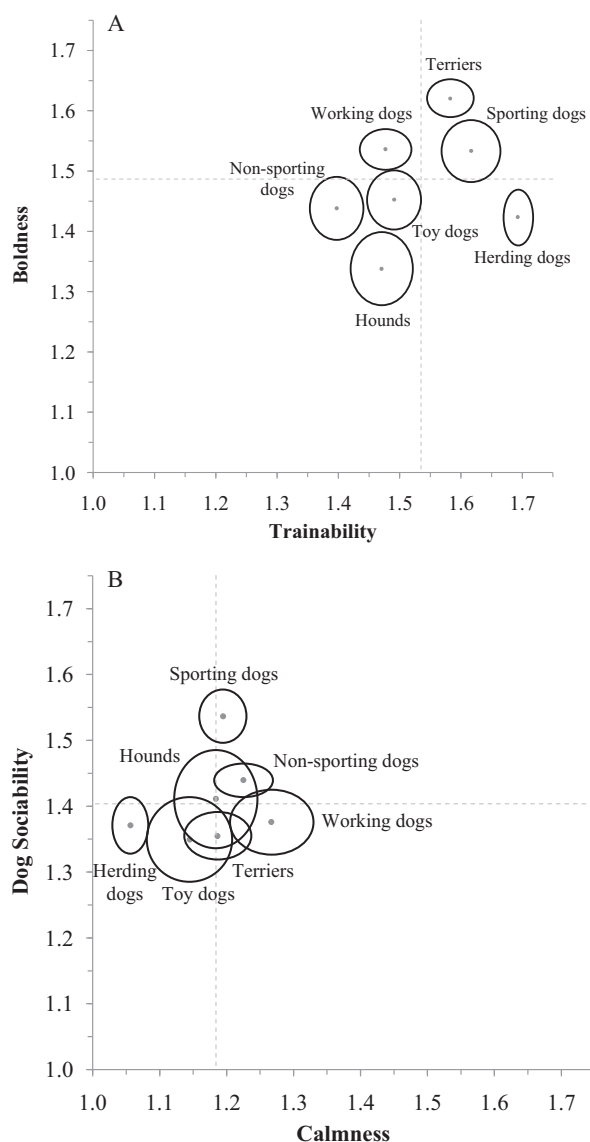 A
1.7
1.6
1.5
1.4
1.3
1.2
1.1
1.0
Boldness
Terriers
Working dogs
Sporting dogs
Non-sporting
dogs
Toy dogs
Herding dogs
Hounds
1.0 1.1 1.2 1.3 1.4 1.5 1.6 1.7
Trainability
B
1.7
1.6
1.5
1.4
1.3
1.2
1.1
1.0
Dog Sociability
Sporting dogs
Hounds
Non-sporting dogs
Working dogs
Herding
dogs
Toy dogs
Terriers
1.0 1.1 1.2 1.3 1.4 1.5 1.6 1.7
Calmness